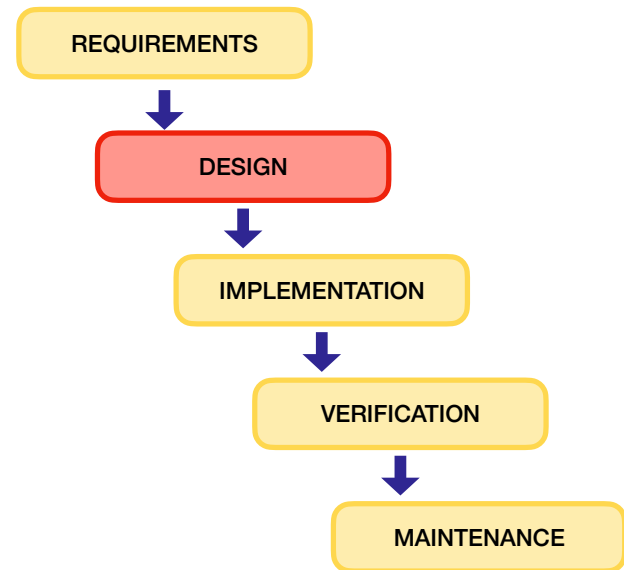 REQUIREMENTS
DESIGN
IMPLEMENTATION
VERIFICATION
MAINTENANCE